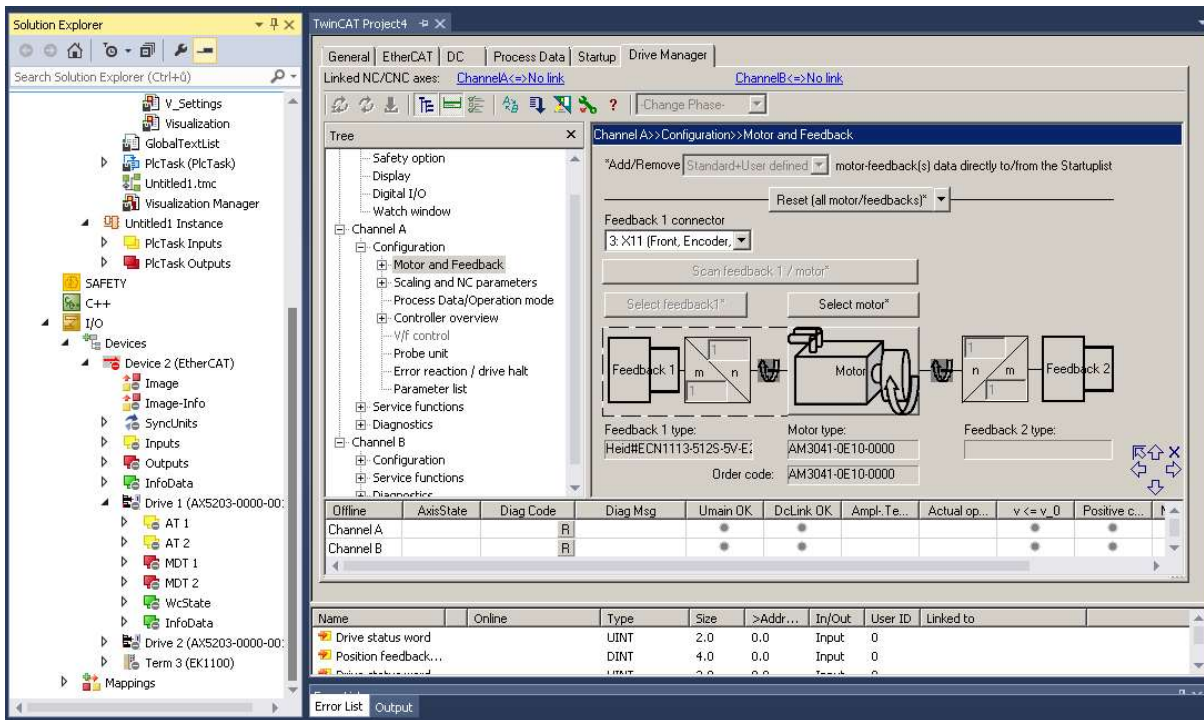 Solution Explorer
Search Solution Explorer (Ctrl+ů)
V_Settings
Visualization
GlobalTextList
PlcTask (PlcTask)
Untitled1.tmc
Visualization Manager
Untitled1 Instance
PlcTask Inputs
PlcTask Outputs
SAFETY
C++
I/O
Devices
Device 2 (EtherCAT)
Image
Image-Info
SyncUnits
Inputs
Outputs
InfoData
Drive 1 (AX5203-0000-00:
AT 1
AT 2
MDT 1
MDT 2
WcState
InfoData
Drive 2 (AX5203-0000-00:
Term 3 (EK1100)
Mappings
TwinCAT Project4
General EtherCAT DC Process Data Startup Drive Manager
Linked NC/CNC axes: ChannelA<=>No link ChannelB<=>No link
-Change Phase-
Tree
Safety option
Display
Digital I/O
Watch window
Channel A
Configuration
Motor and Feedback
Scaling and NC parameters
Process Data/Operation mode
Controller overview
V/f control
Probe unit
Error reaction / drive halt
Parameter list
Service functions
Diagnostics
Channel B
Configuration
Service functions
Diagnostics
Channel A>>Configuration>>Motor and Feedback
*Add/Remove Standard+User defined motor-feedback(s) data directly to/from the Startuplist
Reset (all motor/feedbacks)*
Feedback 1 connector
3: X11 (Front, Encoder,
Scan feedback 1 / motor*
Select feedback1* Select motor*
Feedback 1 1 m n 1 Motor 1 n m 1 Feedback 2
Feedback 1 type: Motor type: Feedback 2 type:
Heid#ECN1113-512S-5V-E2 AM3041-0E10-0000
Order code: AM3041-0E10-0000
Offline AxisState Diag Code Diag Msg Umain OK DcLink OK Ampl-.Te... Actual op... v <= v_0 Positive c...
Channel A R
Channel B R
Name Online Type Size >Addr... In/Out User ID Linked to
Drive status word UINT 2.0 0.0 Input 0
Position feedback... DINT 4.0 0.0 Input 0
Error List Output